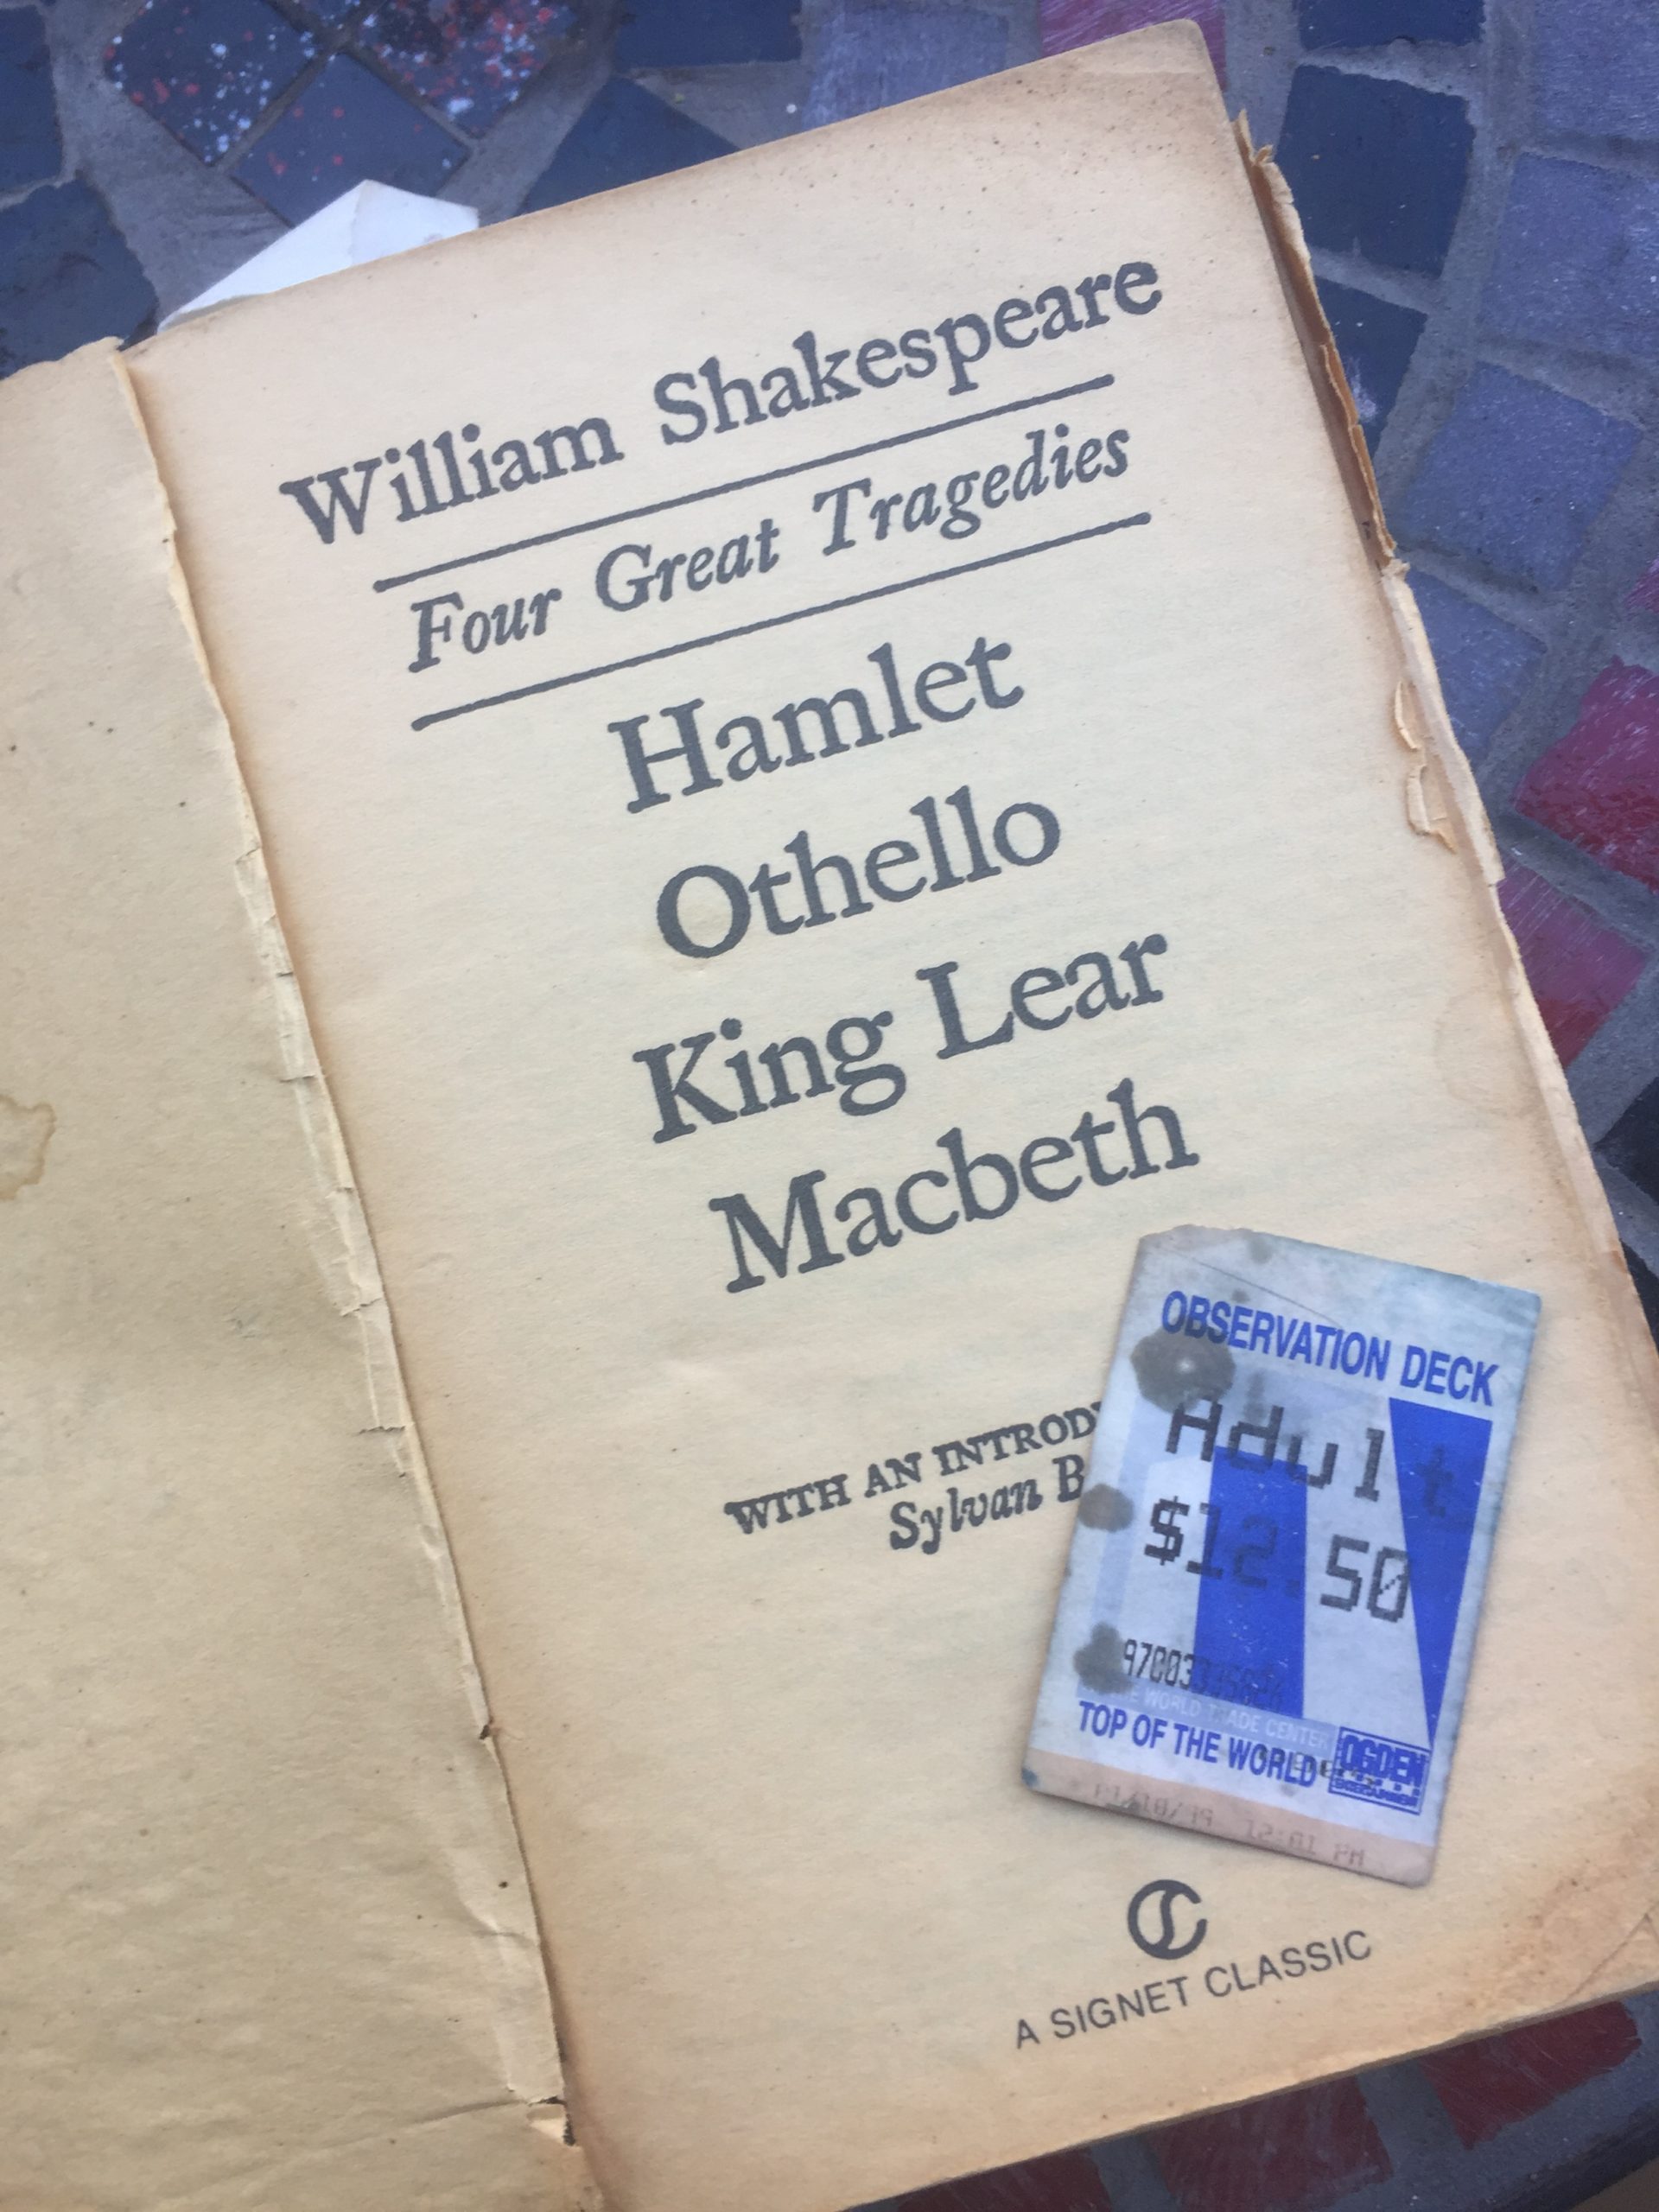 William Shakespeare
Four Great Tragedies
Hamlet
Othello
King Lear
Macbeth
WITH AN INTROD
Sylvan B
OBSERVATION DECK
Adult
$12.50
WORLD TRADE CENTER
TOP OF THE WORLD
OGDEN
ENTERTAINMENT
A SIGNET CLASSIC